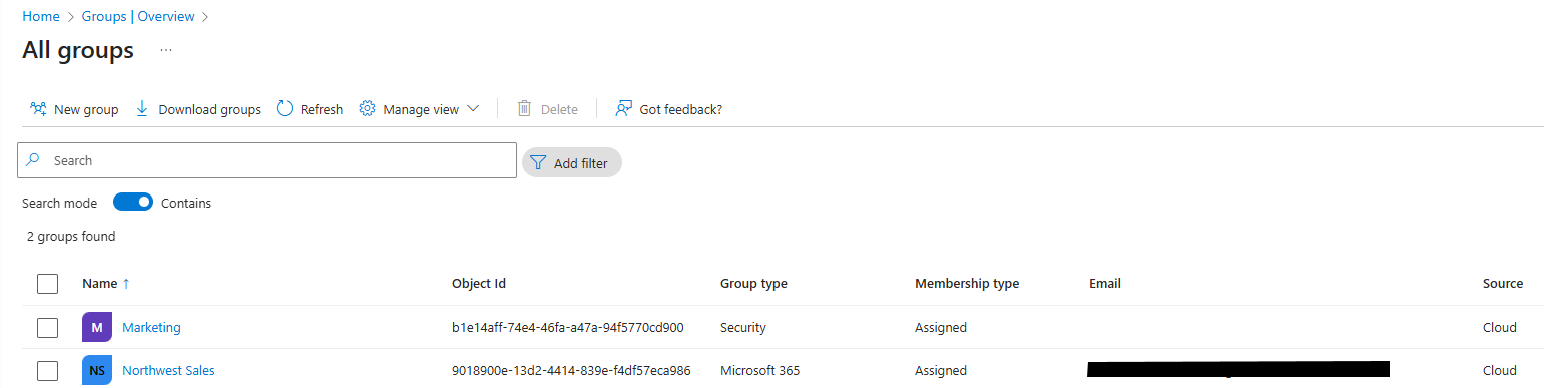 Home > Groups | Overview >
All groups ...
New group Download groups Refresh Manage view Delete Got feedback?
Search Add filter
Search mode Contains
2 groups found
Name ↑ Object Id Group type Membership type Email Source
M Marketing b1e14aff-74e4-46fa-a47a-94f5770cd900 Security Assigned Cloud
NS Northwest Sales 9018900e-13d2-4414-839e-f4df57eca986 Microsoft 365 Assigned Cloud